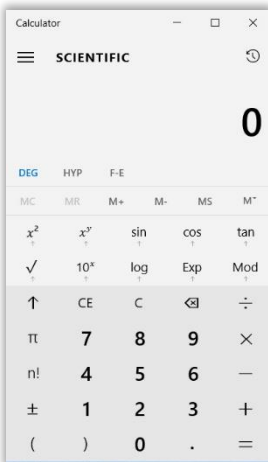 Calculator
SCIENTIFIC
0
DEG HYP F-E
MC MR M+ M- MS M˅
x² xʸ sin cos tan
√ 10ˣ log Exp Mod
↑ CE C ⌫ ÷
π 7 8 9 ×
n! 4 5 6 −
± 1 2 3 +
( ) 0 . =